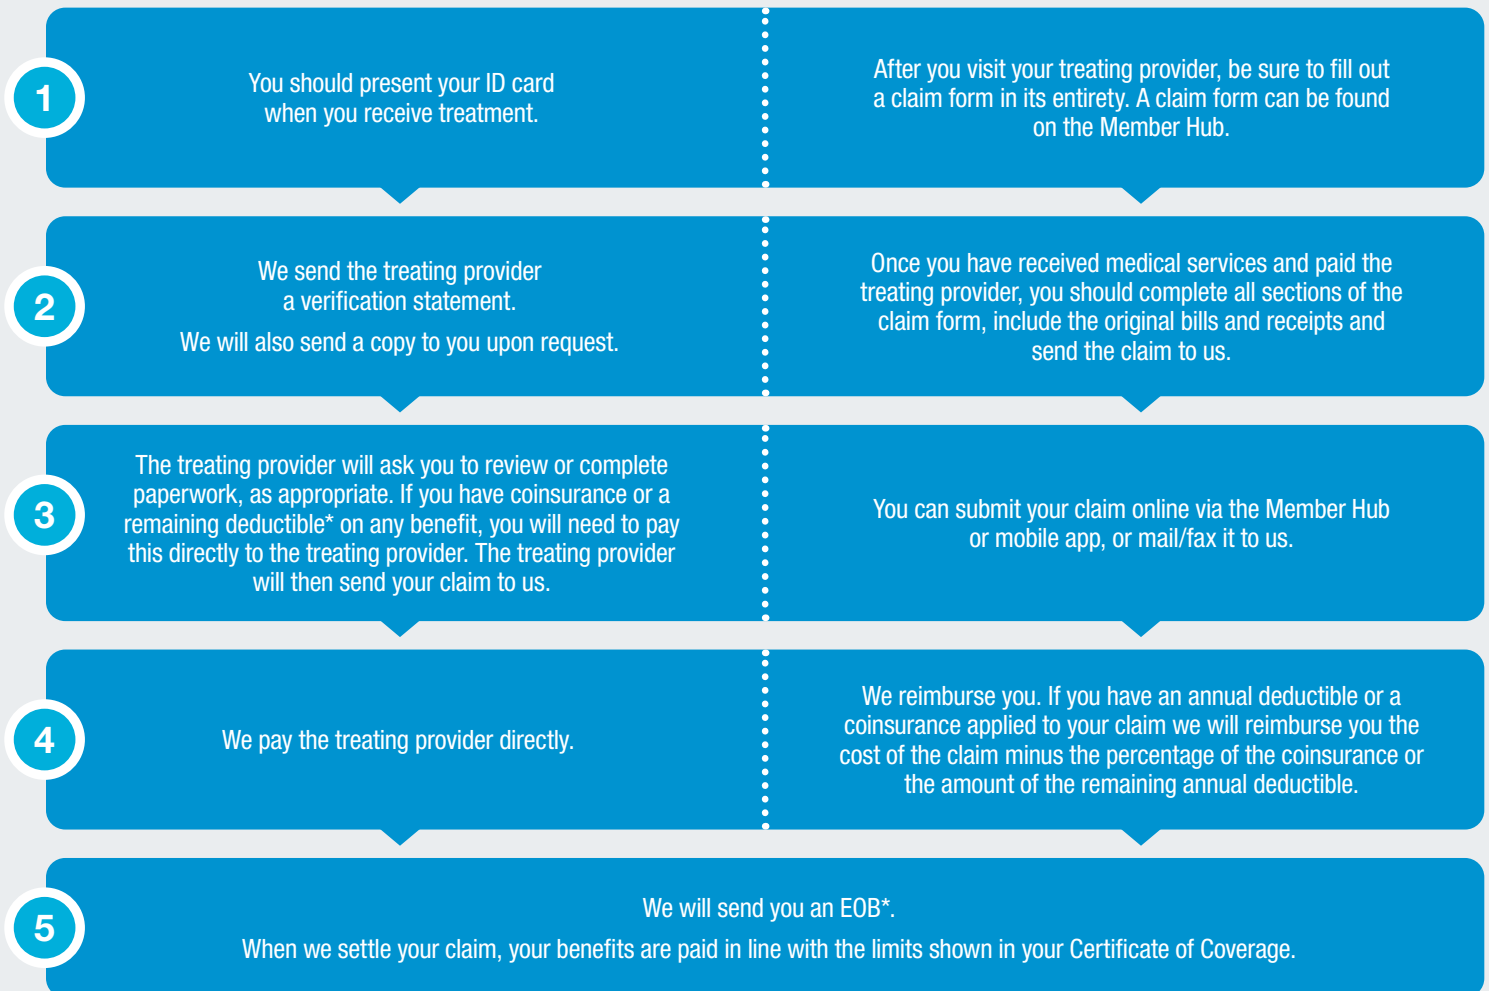 1
You should present your ID card
when you receive treatment.
After you visit your treating provider, be sure to fill out
a claim form in its entirety. A claim form can be found
on the Member Hub.
2
We send the treating provider
a verification statement.
We will also send a copy to you upon request.
Once you have received medical services and paid the
treating provider, you should complete all sections of the
claim form, include the original bills and receipts and
send the claim to us.
3
The treating provider will ask you to review or complete
paperwork, as appropriate. If you have coinsurance or a
remaining deductible* on any benefit, you will need to pay
this directly to the treating provider. The treating provider
will then send your claim to us.
You can submit your claim online via the Member Hub
or mobile app, or mail/fax it to us.
4
We pay the treating provider directly.
We reimburse you. If you have an annual deductible or a
coinsurance applied to your claim we will reimburse you the
cost of the claim minus the percentage of the coinsurance or
the amount of the remaining annual deductible.
5
We will send you an EOB*.
When we settle your claim, your benefits are paid in line with the limits shown in your Certificate of Coverage.